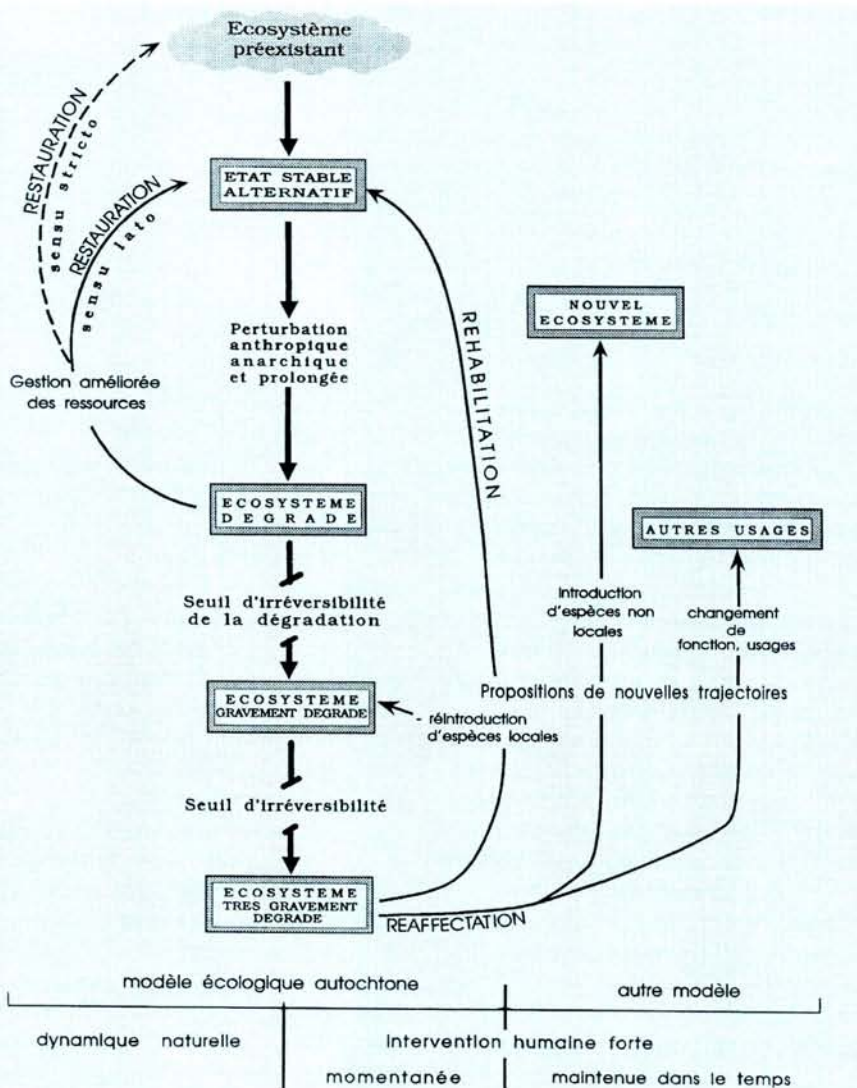 Ecosystème
préexistant
RESTAURATION
sensu stricto
RESTAURATION
sensu lato
ETAT STABLE
ALTERNATIF
NOUVEL
ECOSYSTEME
Perturbation
anthropique
anarchique
et prolongée
REHABILITATION
Gestion améliorée
des ressources
ECOSYSTEME
DEGRADE
AUTRES USAGES
Seuil d'irréversibilité
de la dégradation
Introduction
d'espèces non
locales
changement
de
fonction, usages
ECOSYSTEME
GRAVEMENT DEGRADE
Propositions de nouvelles trajectoires
- réintroduction
d'espèces locales
Seuil d'irréversibilité
ECOSYSTEME
TRES GRAVEMENT
DEGRADE
REAFFECTATION
modèle écologique autochtone
autre modèle
dynamique naturelle
Intervention humaine forte
momentanée
maintenue dans le temps